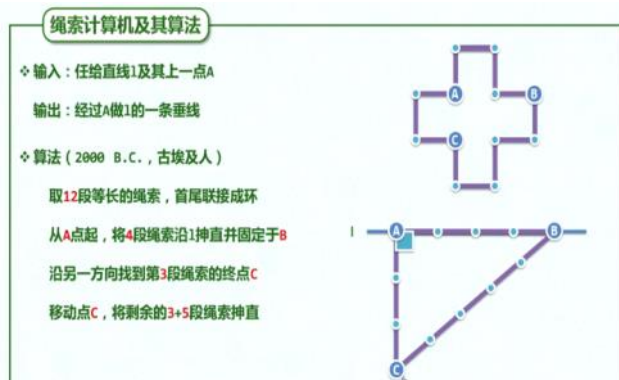 绳索计算机及其算法
❖ 输入：任给直线l及其上一点A
输出：经过A做l的一条垂线
❖ 算法（2000 B.C.，古埃及人）
取12段等长的绳索，首尾联接成环
从A点起，将4段绳索沿l抻直并固定于B
沿另一方向找到第3段绳索的终点C
移动点C，将剩余的3+5段绳索抻直
A
B
C
l
A
B
C